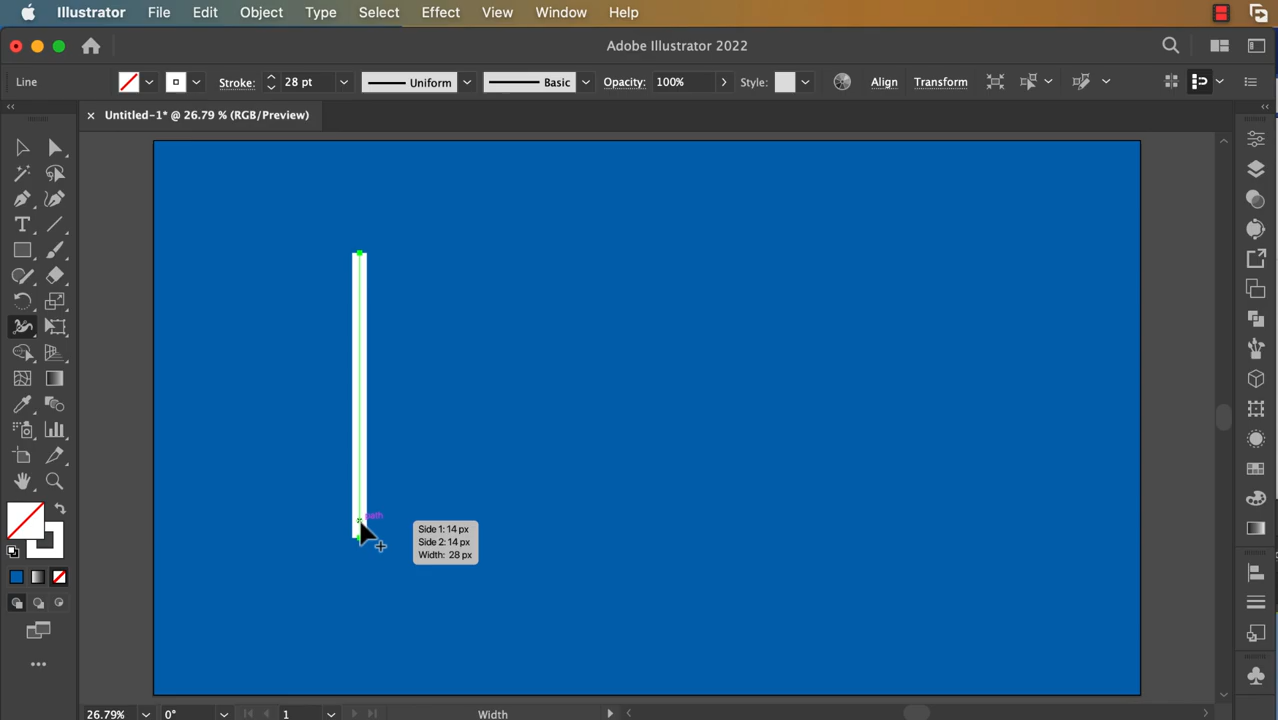 Illustrator File Edit Object Type Select Effect View Window Help
Adobe Illustrator 2022
Line Stroke: 28 pt Uniform Basic Opacity: 100% Style: Align Transform
× Untitled-1* @ 26.79 % (RGB/Preview)
path
Side 1: 14 px
Side 2: 14 px
Width: 28 px
26.79% 0° 1 Width